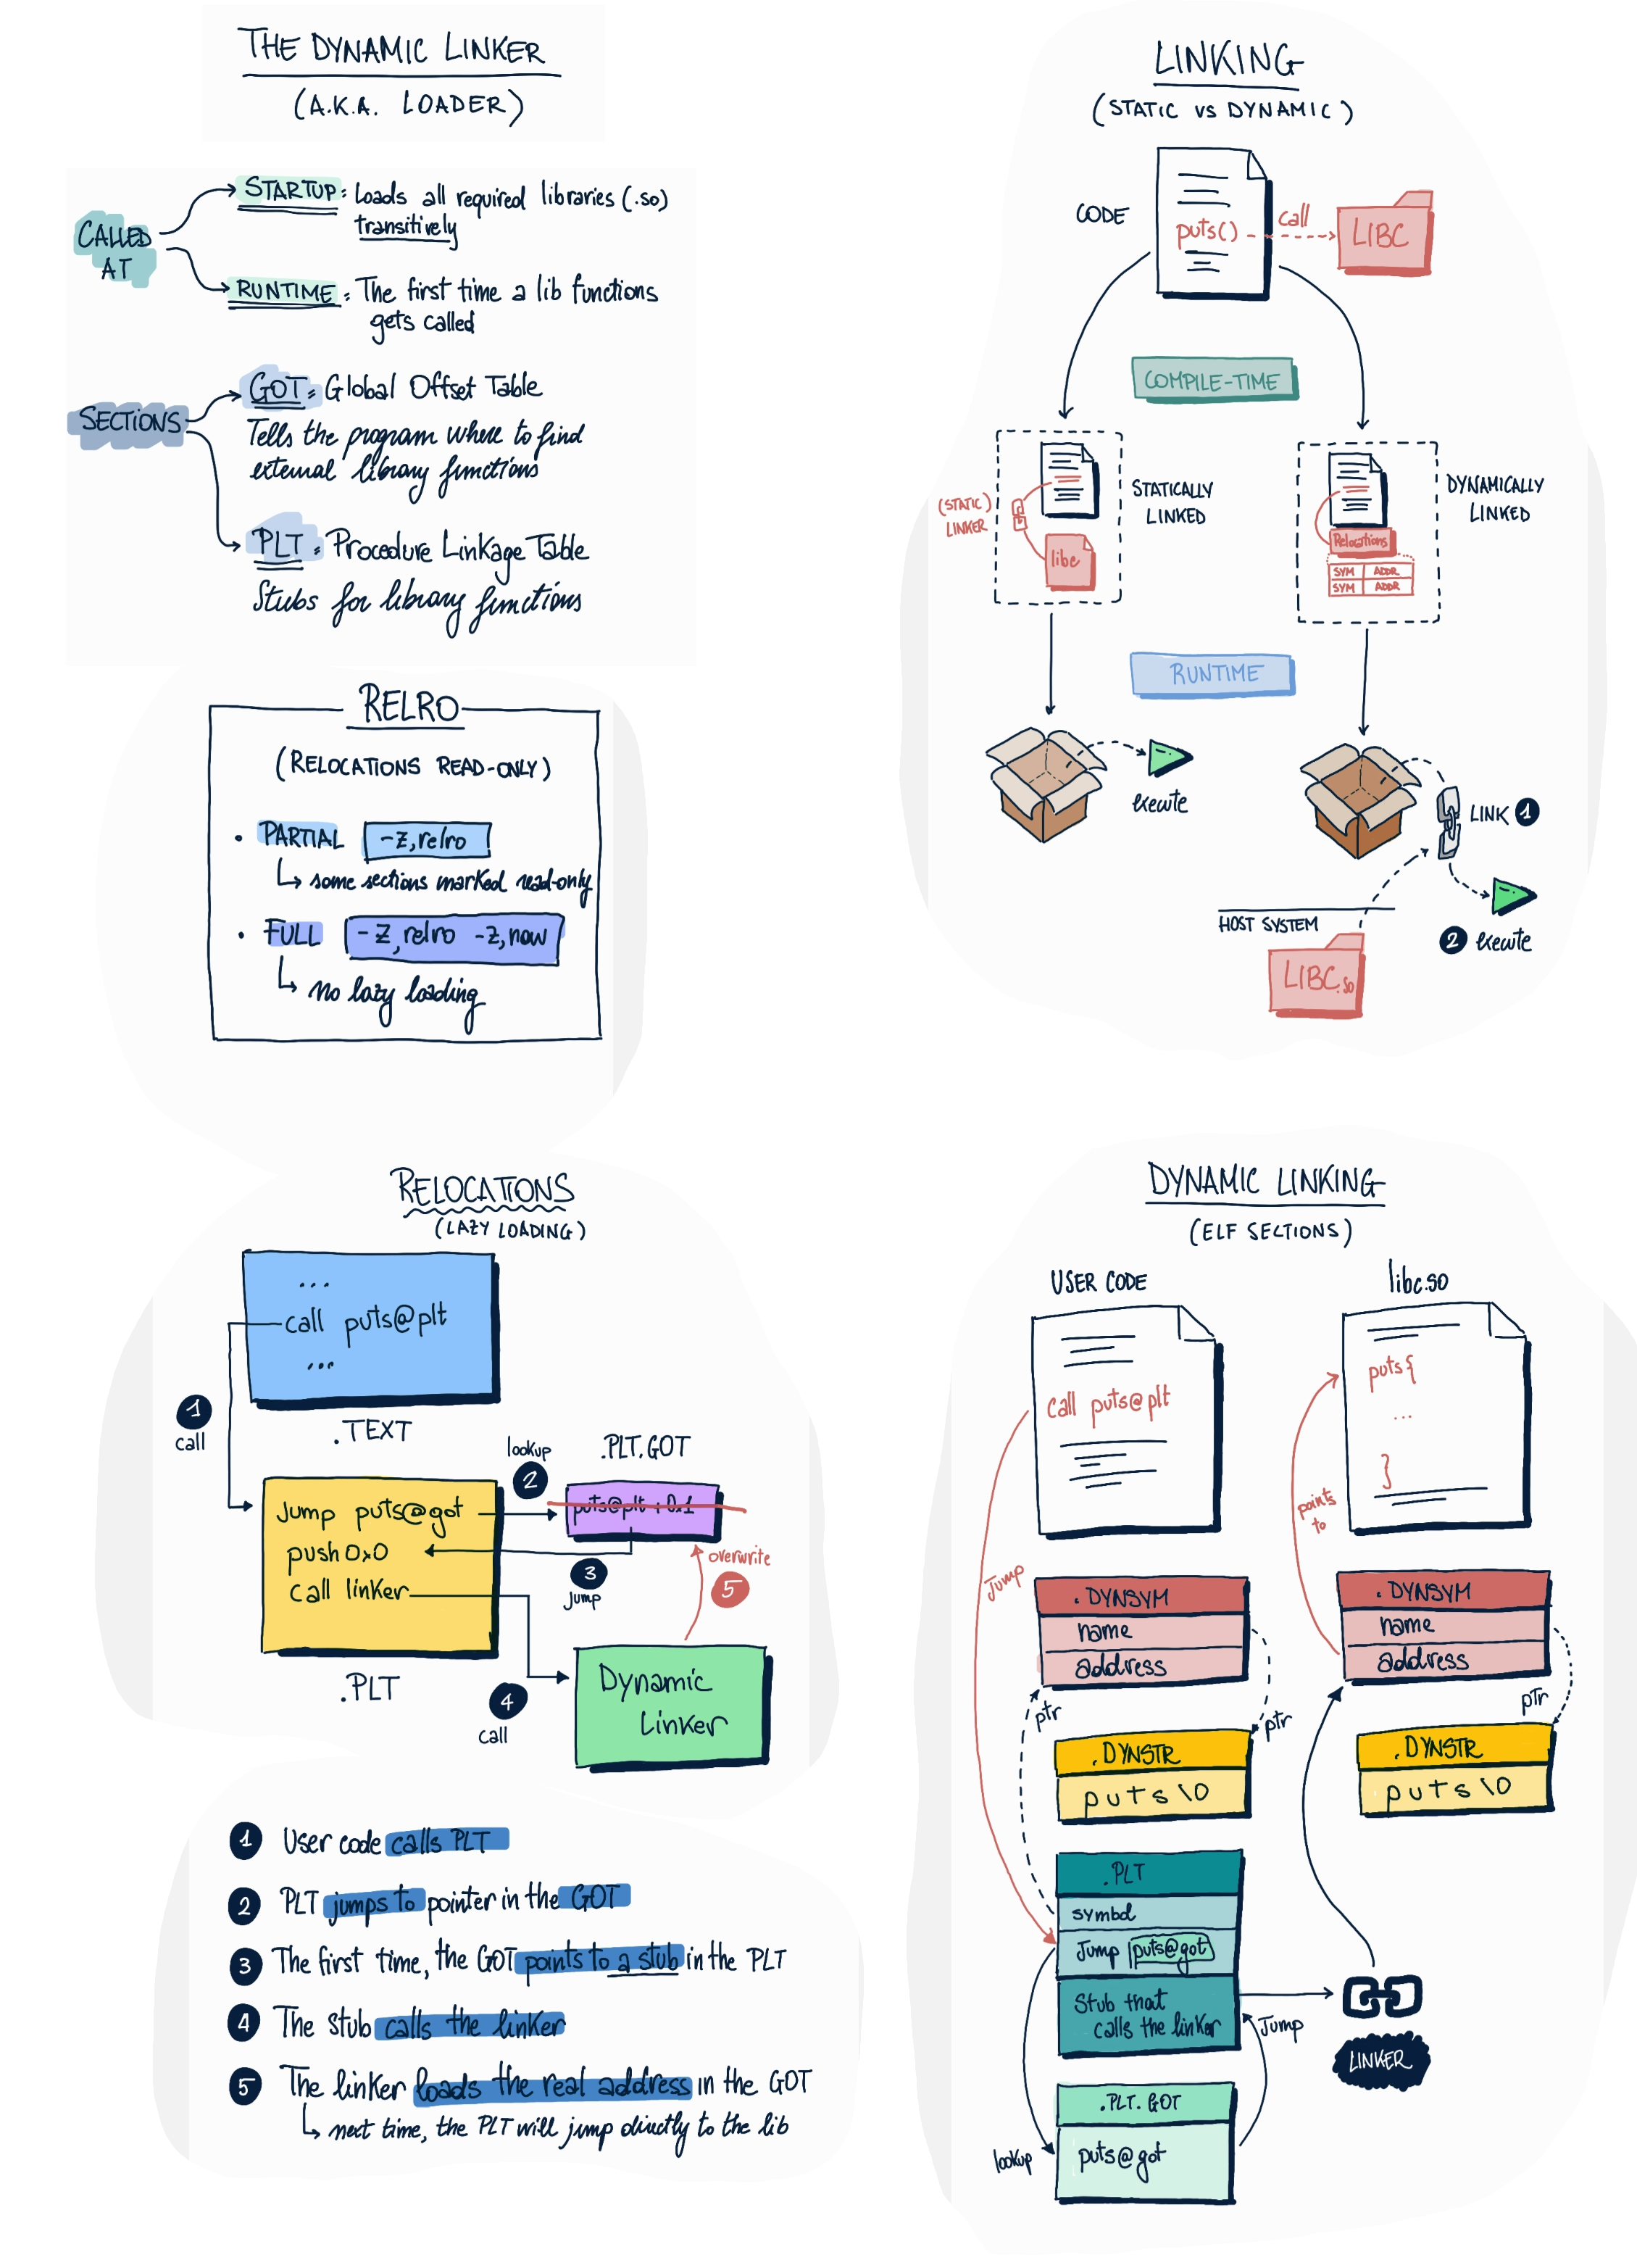 THE DYNAMIC LINKER
(A.K.A. LOADER)
CALLED
AT
STARTUP: Loads all required libraries (.so)
transitively
RUNTIME: The first time a lib functions
gets called
SECTIONS
GOT: Global Offset Table
Tells the program where to find
external library functions
PLT: Procedure Linkage Table
Stubs for library functions
RELRO
(RELOCATIONS READ-ONLY)
• PARTIAL -z,relro
some sections marked read-only
• FULL -z,relro -z,now
No lazy loading
LINKING
(STATIC VS DYNAMIC)
CODE
puts()
call
LIBC
COMPILE-TIME
(STATIC)
LINKER
libc
STATICALLY
LINKED
Relocations
SYM ADDR
SYM ADDR
DYNAMICALLY
LINKED
RUNTIME
execute
LINK 1
HOST SYSTEM
LIBC.so
2 execute
RELOCATIONS
(LAZY LOADING)
...
call puts@plt
...
.TEXT
1
call
Jump puts@got
push 0x0
call linker
.PLT
lookup
2
.PLT.GOT
puts@plt+0x1
3
jump
overwrite
5
4
call
Dynamic
Linker
1 User code calls PLT
2 PLT jumps to pointer in the GOT
3 The first time, the GOT points to a stub in the PLT
4 The stub calls the linker
5 The linker loads the real address in the GOT
next time, the PLT will jump directly to the lib
DYNAMIC LINKING
(ELF SECTIONS)
USER CODE
call puts@plt
Jump
.DYNSYM
name
address
ptr
ptr
.DYNSTR
puts\0
.PLT
symbol
Jump puts@got
Stub that
calls the linker
Jump
.PLT.GOT
puts@got
lookup
libc.so
puts{
...
}
points
to
.DYNSYM
name
address
ptr
.DYNSTR
puts\0
LINKER